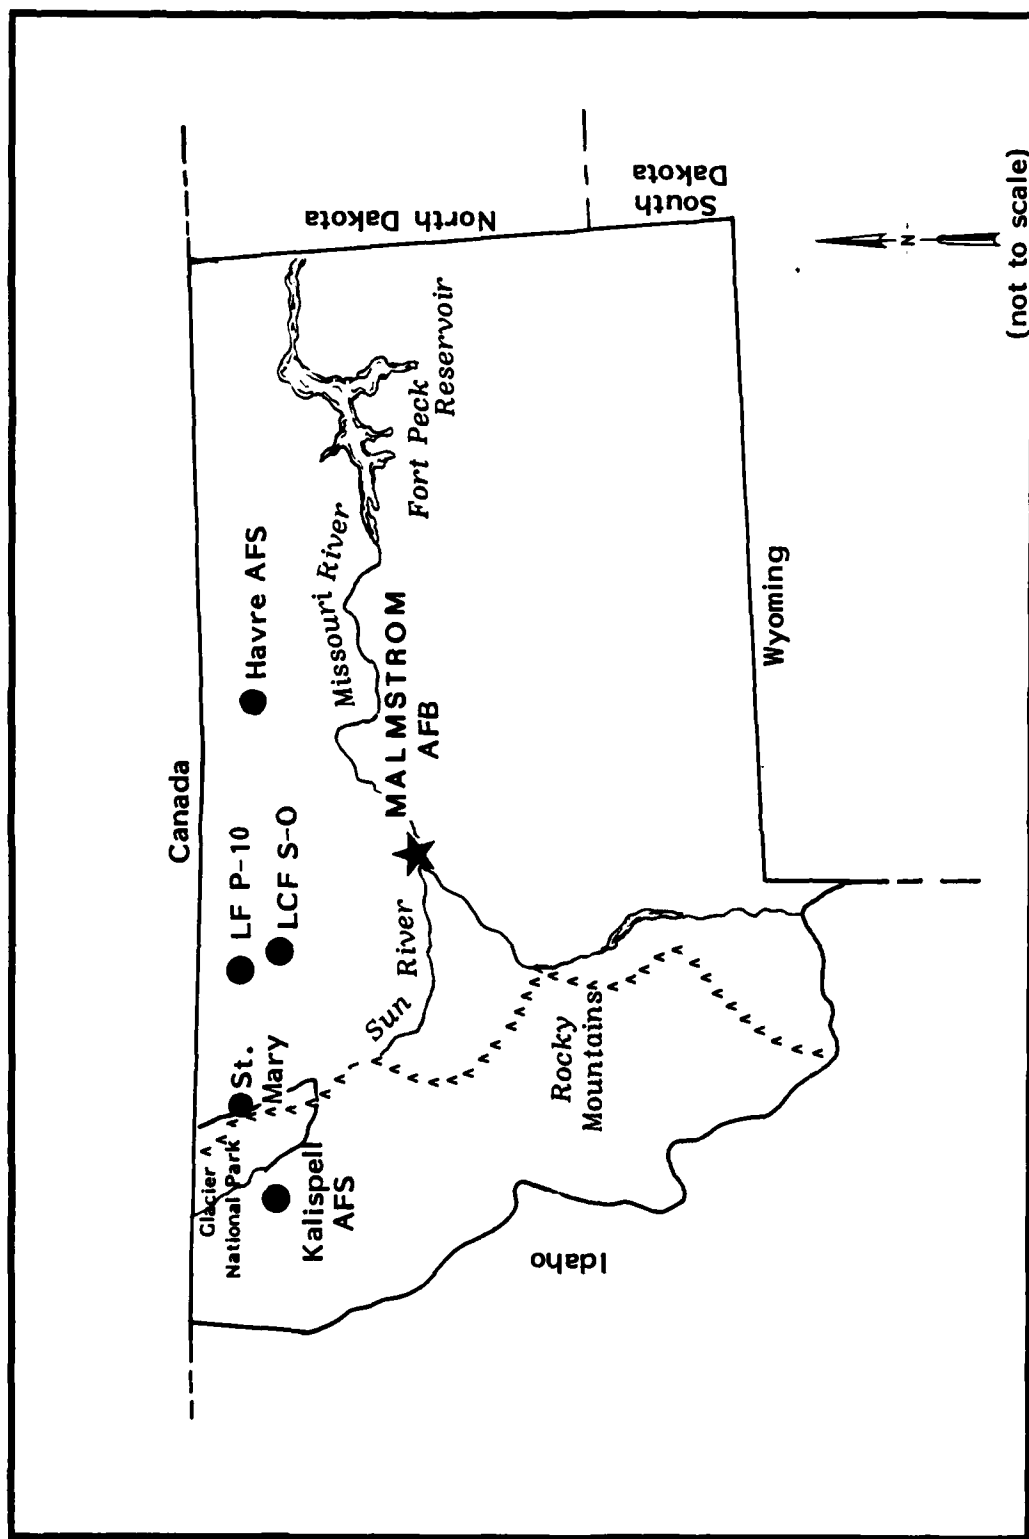 Canada
Glacier
National Park
St.
Mary
LF P-10
LCF S-O
Havre AFS
Kalispell
AFS
Sun River
Missouri River
MALMSTROM
AFB
Fort Peck
Reservoir
North Dakota
South
Dakota
Rocky
Mountains
Idaho
Wyoming
N
(not to scale)